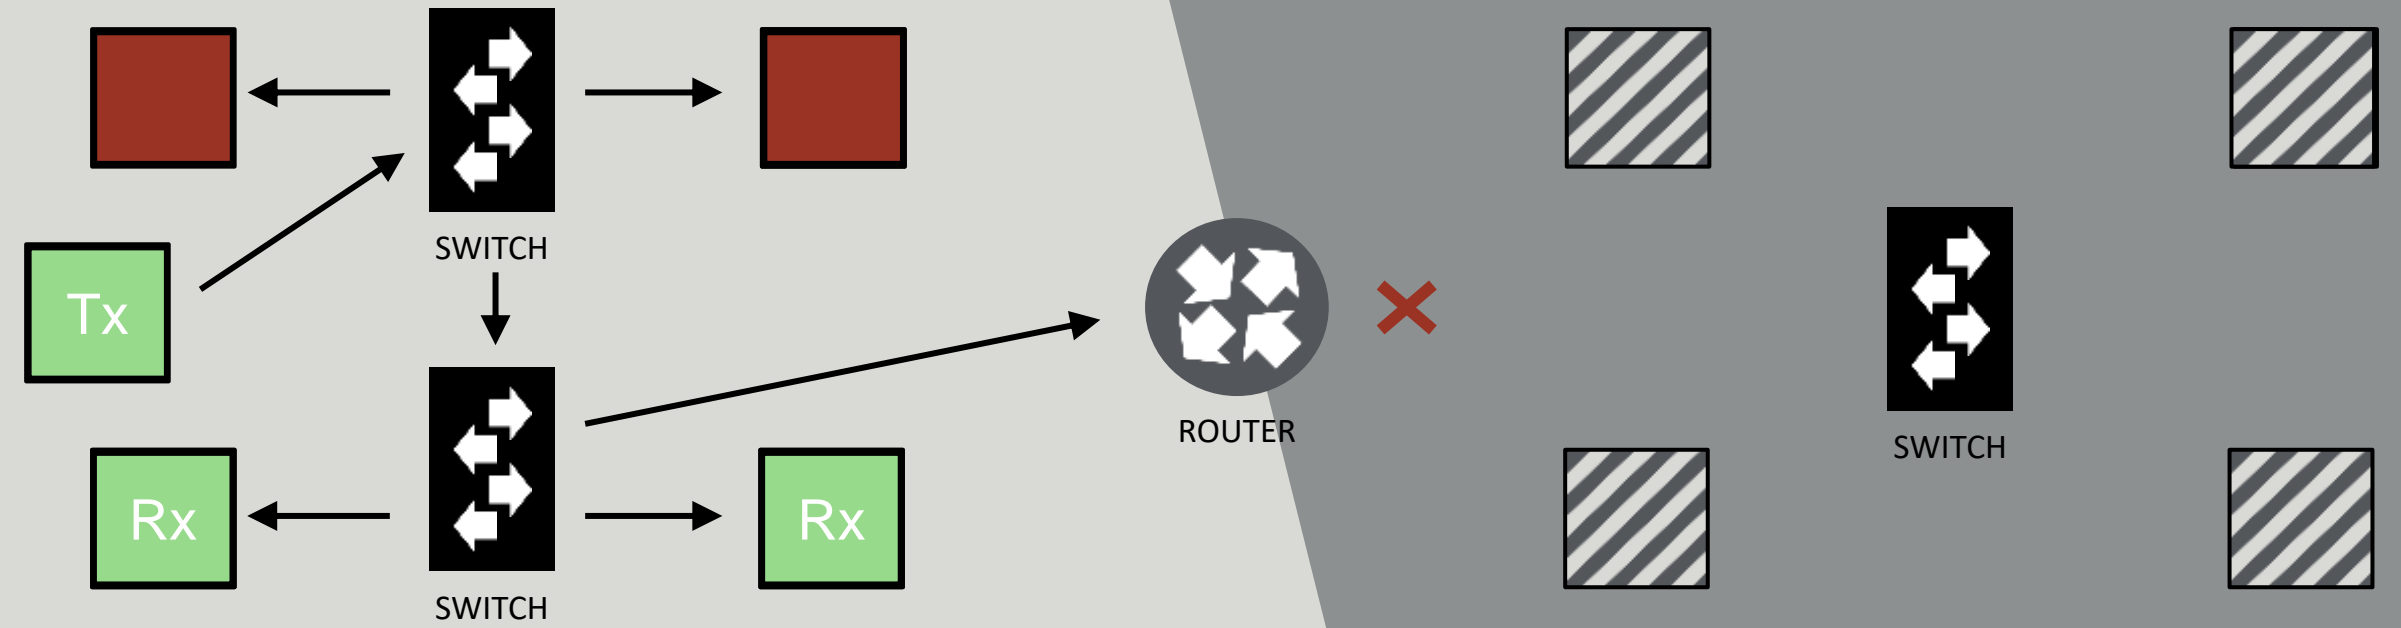 SWITCH
Tx
ROUTER
SWITCH
Rx
Rx
SWITCH